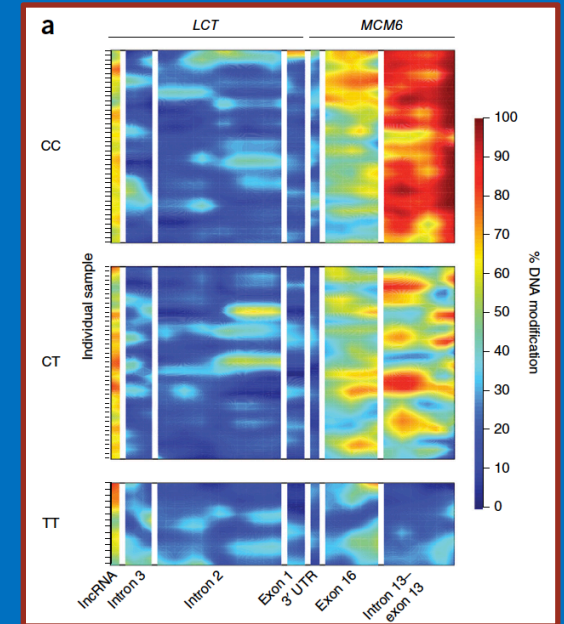 a
LCT MCM6
CC
CT
TT
Individual sample
100
90
80
70
60
50
40
30
20
10
0
% DNA modification
lncRNA
Intron 3
Intron 2
Exon 1
3′ UTR
Exon 16
Intron 13–
exon 13